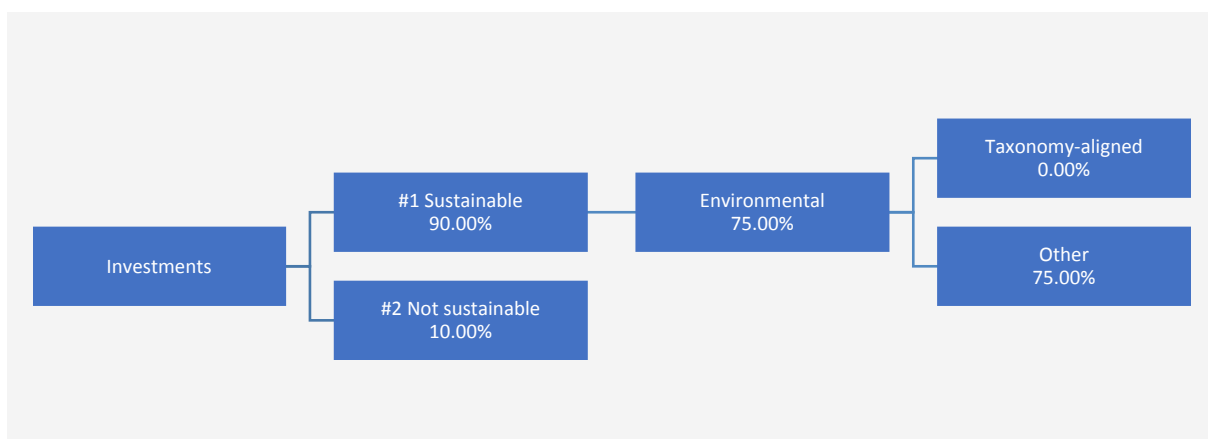 Investments
#1 Sustainable
90.00%
#2 Not sustainable
10.00%
Environmental
75.00%
Taxonomy-aligned
0.00%
Other
75.00%